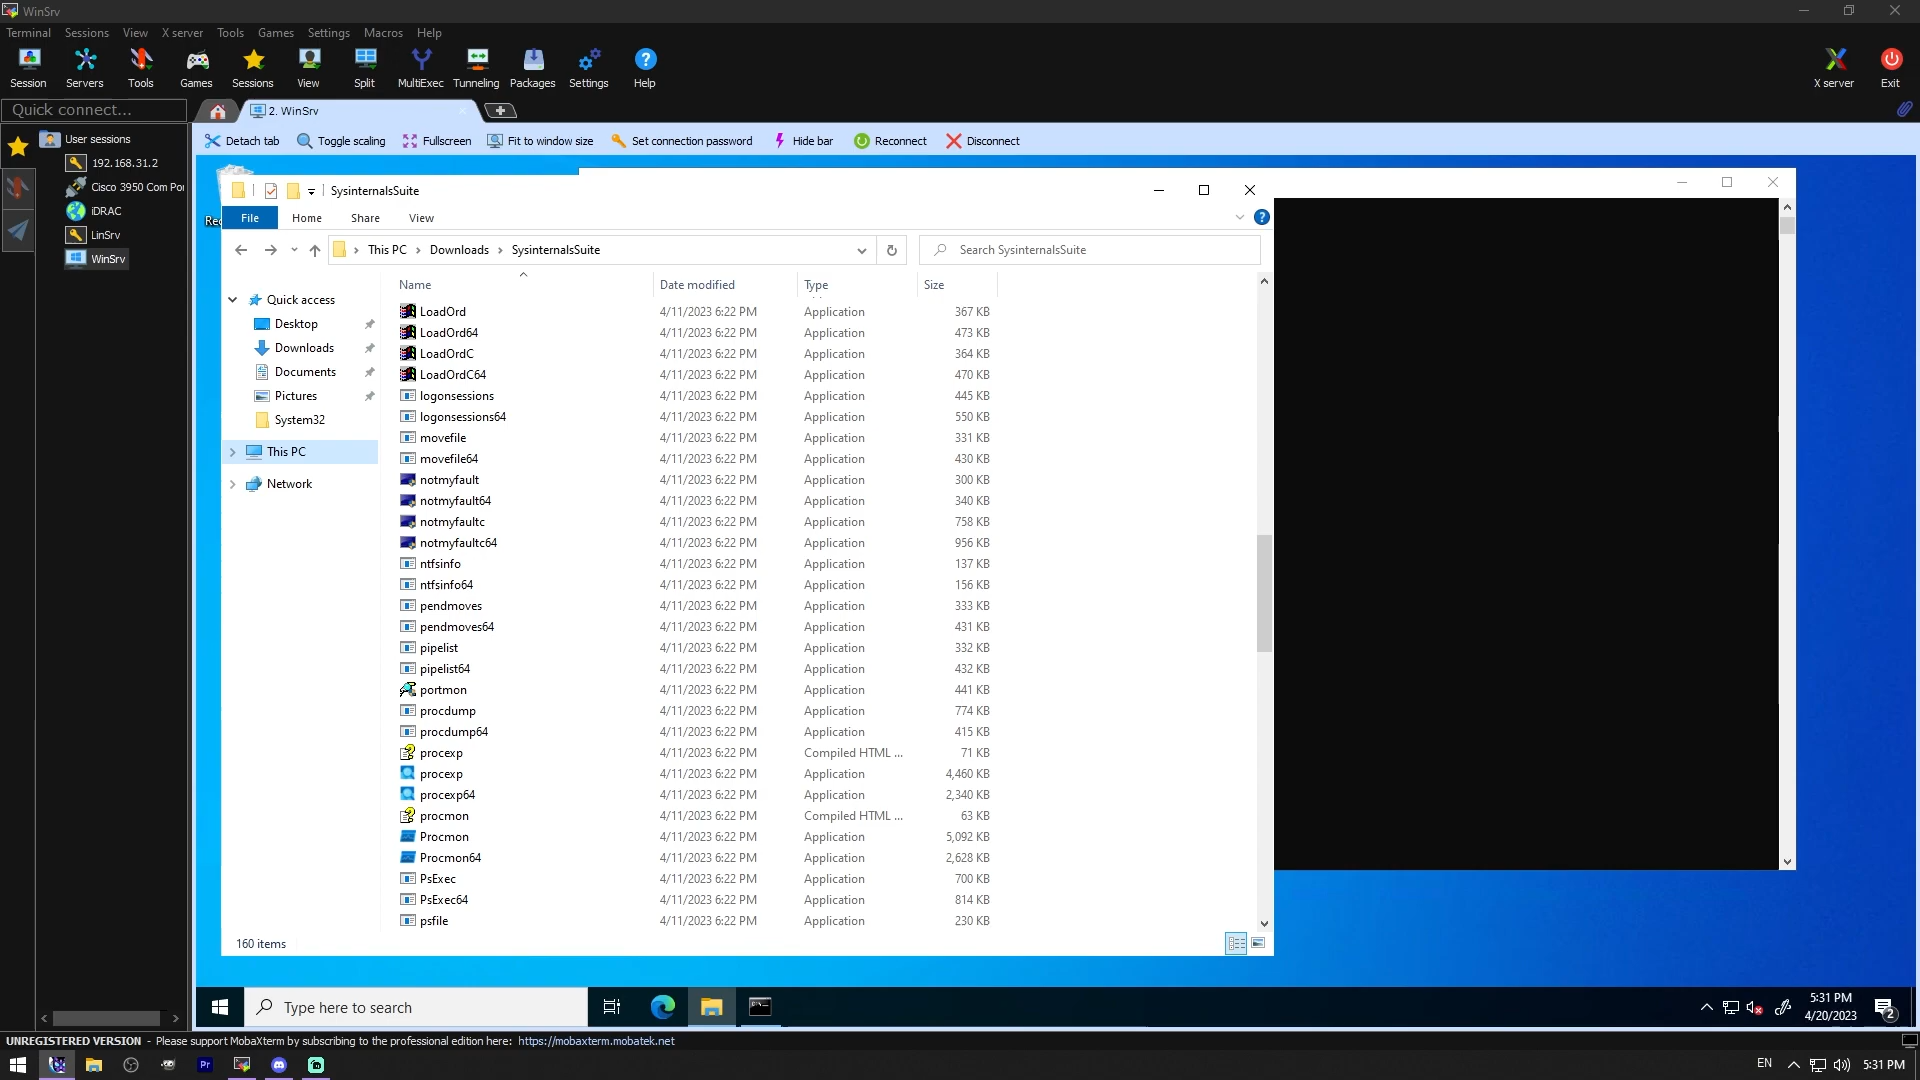 WinSrv
Terminal Sessions View X server Tools Games Settings Macros Help
Session Servers Tools Games Sessions View Split MultiExec Tunneling Packages Settings Help X server Exit
Quick connect...
2. WinSrv
Detach tab Toggle scaling Fullscreen Fit to window size Set connection password Hide bar Reconnect Disconnect
User sessions
192.168.31.2
Cisco 3950 Com Por
iDRAC
LinSrv
WinSrv
SysinternalsSuite
File Home Share View
This PC Downloads SysinternalsSuite
Search SysinternalsSuite
Quick access
Desktop
Downloads
Documents
Pictures
System32
This PC
Network
Name Date modified Type Size
LoadOrd 4/11/2023 6:22 PM Application 367 KB
LoadOrd64 4/11/2023 6:22 PM Application 473 KB
LoadOrdC 4/11/2023 6:22 PM Application 364 KB
LoadOrdC64 4/11/2023 6:22 PM Application 470 KB
logonsessions 4/11/2023 6:22 PM Application 445 KB
logonsessions64 4/11/2023 6:22 PM Application 550 KB
movefile 4/11/2023 6:22 PM Application 331 KB
movefile64 4/11/2023 6:22 PM Application 430 KB
notmyfault 4/11/2023 6:22 PM Application 300 KB
notmyfault64 4/11/2023 6:22 PM Application 340 KB
notmyfaultc 4/11/2023 6:22 PM Application 758 KB
notmyfaultc64 4/11/2023 6:22 PM Application 956 KB
ntfsinfo 4/11/2023 6:22 PM Application 137 KB
ntfsinfo64 4/11/2023 6:22 PM Application 156 KB
pendmoves 4/11/2023 6:22 PM Application 333 KB
pendmoves64 4/11/2023 6:22 PM Application 431 KB
pipelist 4/11/2023 6:22 PM Application 332 KB
pipelist64 4/11/2023 6:22 PM Application 432 KB
portmon 4/11/2023 6:22 PM Application 441 KB
procdump 4/11/2023 6:22 PM Application 774 KB
procdump64 4/11/2023 6:22 PM Application 415 KB
procexp 4/11/2023 6:22 PM Compiled HTML ... 71 KB
procexp 4/11/2023 6:22 PM Application 4,460 KB
procexp64 4/11/2023 6:22 PM Application 2,340 KB
procmon 4/11/2023 6:22 PM Compiled HTML ... 63 KB
Procmon 4/11/2023 6:22 PM Application 5,092 KB
Procmon64 4/11/2023 6:22 PM Application 2,628 KB
PsExec 4/11/2023 6:22 PM Application 700 KB
PsExec64 4/11/2023 6:22 PM Application 814 KB
psfile 4/11/2023 6:22 PM Application 230 KB
160 items
Type here to search
5:31 PM
4/20/2023
2
UNREGISTERED VERSION - Please support MobaXterm by subscribing to the professional edition here: https://mobaxterm.mobatek.net
Pr
EN 5:31 PM